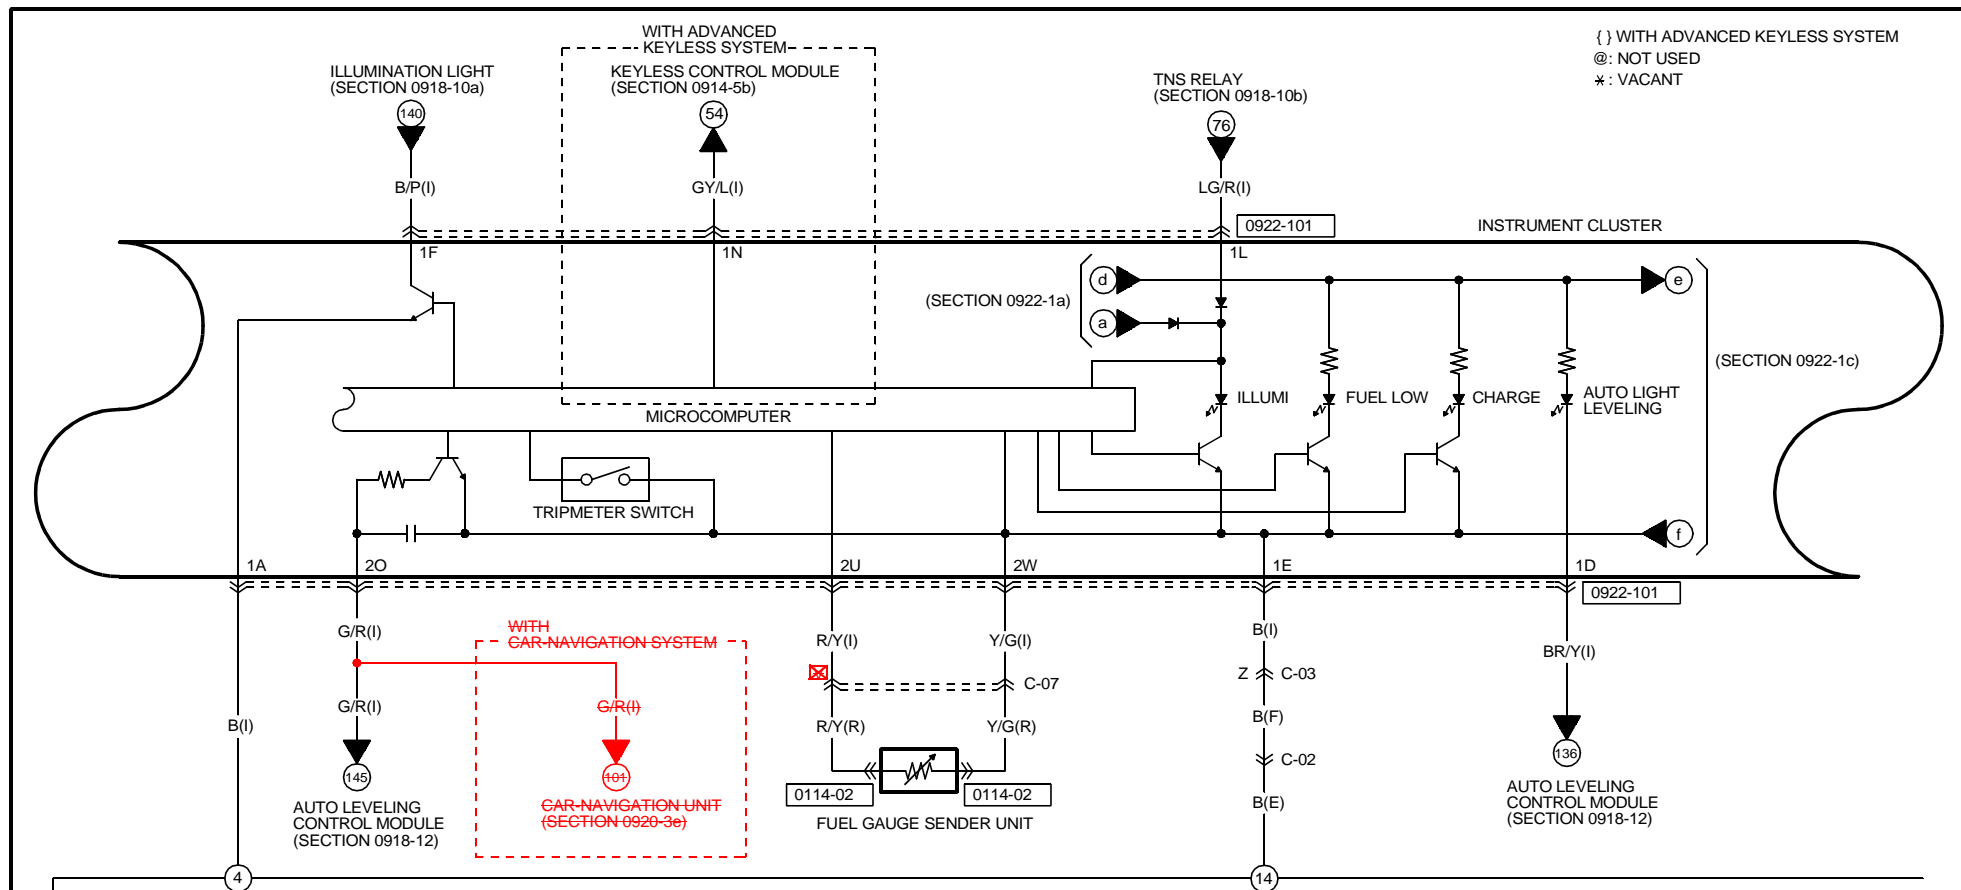 WITH ADVANCED
KEYLESS SYSTEM
{ } WITH ADVANCED KEYLESS SYSTEM
@: NOT USED
*: VACANT
ILLUMINATION LIGHT
(SECTION 0918-10a)
KEYLESS CONTROL MODULE
(SECTION 0914-5b)
TNS RELAY
(SECTION 0918-10b)
140
54
76
B/P(I)
GY/L(I)
LG/R(I)
0922-101
INSTRUMENT CLUSTER
1F
1N
1L
d
e
(SECTION 0922-1a)
a
(SECTION 0922-1c)
ILLUMI
FUEL LOW
CHARGE
AUTO LIGHT
LEVELING
MICROCOMPUTER
TRIPMETER SWITCH
f
1A
2O
2U
2W
1E
1D
0922-101
G/R(I)
WITH
CAR-NAVIGATION SYSTEM
R/Y(I)
Y/G(I)
B(I)
BR/Y(I)
Z
C-03
C-07
G/R(I)
G/R(I)
B(I)
R/Y(R)
Y/G(R)
B(F)
C-02
145
101
136
0114-02
0114-02
B(E)
AUTO LEVELING
CONTROL MODULE
(SECTION 0918-12)
CAR-NAVIGATION UNIT
(SECTION 0920-3e)
FUEL GAUGE SENDER UNIT
AUTO LEVELING
CONTROL MODULE
(SECTION 0918-12)
4
14